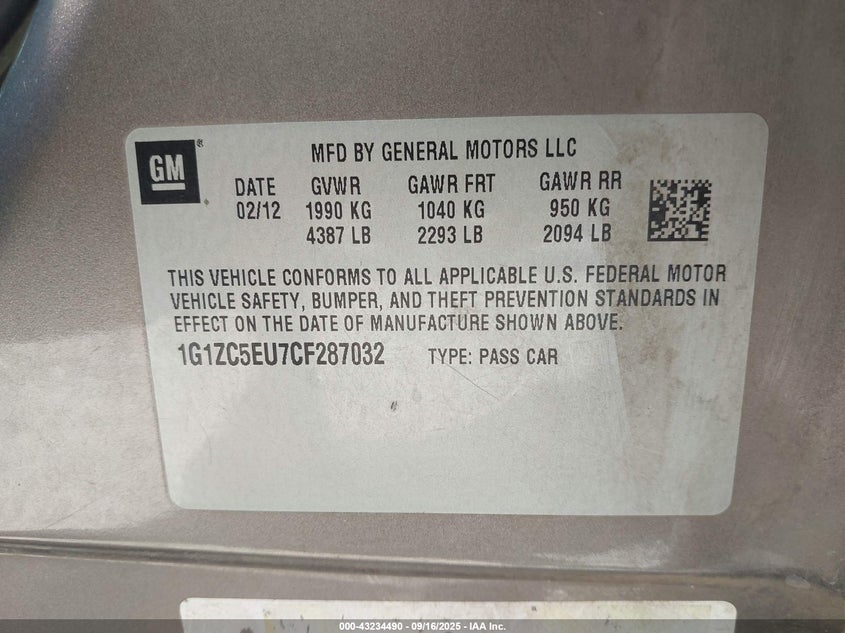 GM
®
MFD BY GENERAL MOTORS LLC
DATE GVWR GAWR FRT GAWR RR
02/12 1990 KG 1040 KG 950 KG
4387 LB 2293 LB 2094 LB
THIS VEHICLE CONFORMS TO ALL APPLICABLE U.S. FEDERAL MOTOR
VEHICLE SAFETY, BUMPER, AND THEFT PREVENTION STANDARDS IN
EFFECT ON THE DATE OF MANUFACTURE SHOWN ABOVE.
1G1ZC5EU7CF287032 TYPE: PASS CAR
000-43234490 - 09/16/2025 - IAA Inc.